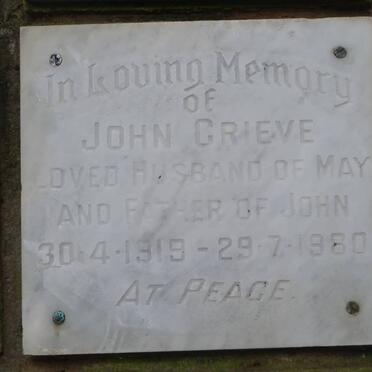 In Loving Memory
OF
JOHN GRIEVE
LOVED HUSBAND OF MAY
AND FATHER OF JOHN
30·4·1919 - 29·7·1980
AT PEACE.